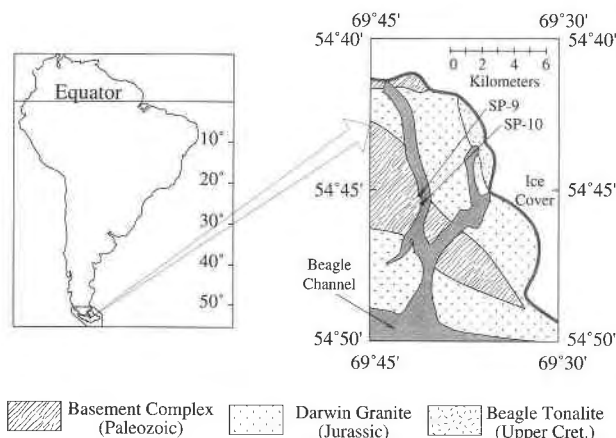 Equator
10°
20°
30°
40°
50°
69°45'
69°30'
54°40'
54°40'
0 2 4 6
Kilometers
SP-9
SP-10
54°45'
54°45'
Ice
Cover
Beagle
Channel
54°50'
54°50'
69°45'
69°30'
Basement Complex
(Paleozoic)
Darwin Granite
(Jurassic)
Beagle Tonalite
(Upper Cret.)